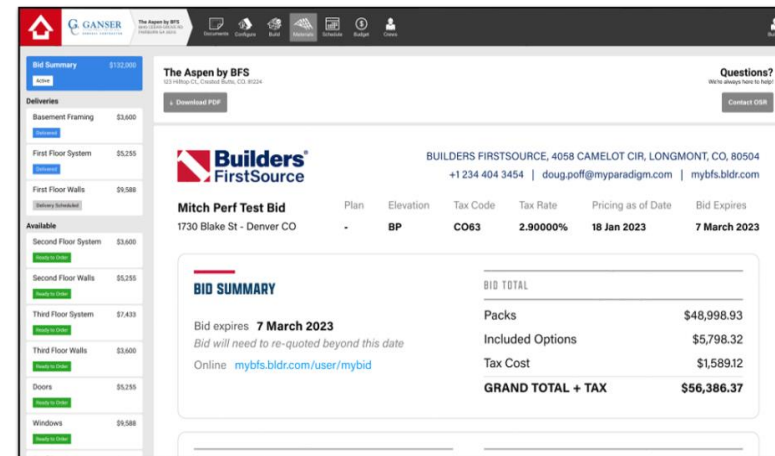 G. GANSER
The Aspen by BFS
Documents Configure Build Materials Schedule Budget Crews
Bid Summary $132,000
Active
Deliveries
Basement Framing $3,600
Delivered
First Floor System $5,255
Delivered
First Floor Walls $9,588
Delivery Scheduled
Available
Second Floor System $3,600
Ready to Order
Second Floor Walls $5,255
Ready to Order
Third Floor System $7,433
Ready to Order
Third Floor Walls $3,600
Ready to Order
Doors $5,255
Ready to Order
Windows $9,588
Ready to Order
The Aspen by BFS
123 Hilltop Ct., Crested Butte, CO. 81224
Download PDF
Questions?
We're always here to help!
Contact OSR
Builders
FirstSource
BUILDERS FIRSTSOURCE, 4058 CAMELOT CIR, LONGMONT, CO, 80504
+1 234 404 3454 | doug.poff@myparadigm.com | mybfs.bldr.com
Mitch Perf Test Bid Plan Elevation Tax Code Tax Rate Pricing as of Date Bid Expires
1730 Blake St - Denver CO - BP CO63 2.90000% 18 Jan 2023 7 March 2023
BID SUMMARY
Bid expires 7 March 2023
Bid will need to re-quoted beyond this date
Online mybfs.bldr.com/user/mybid
BID TOTAL
Packs $48,998.93
Included Options $5,798.32
Tax Cost $1,589.12
GRAND TOTAL + TAX $56,386.37